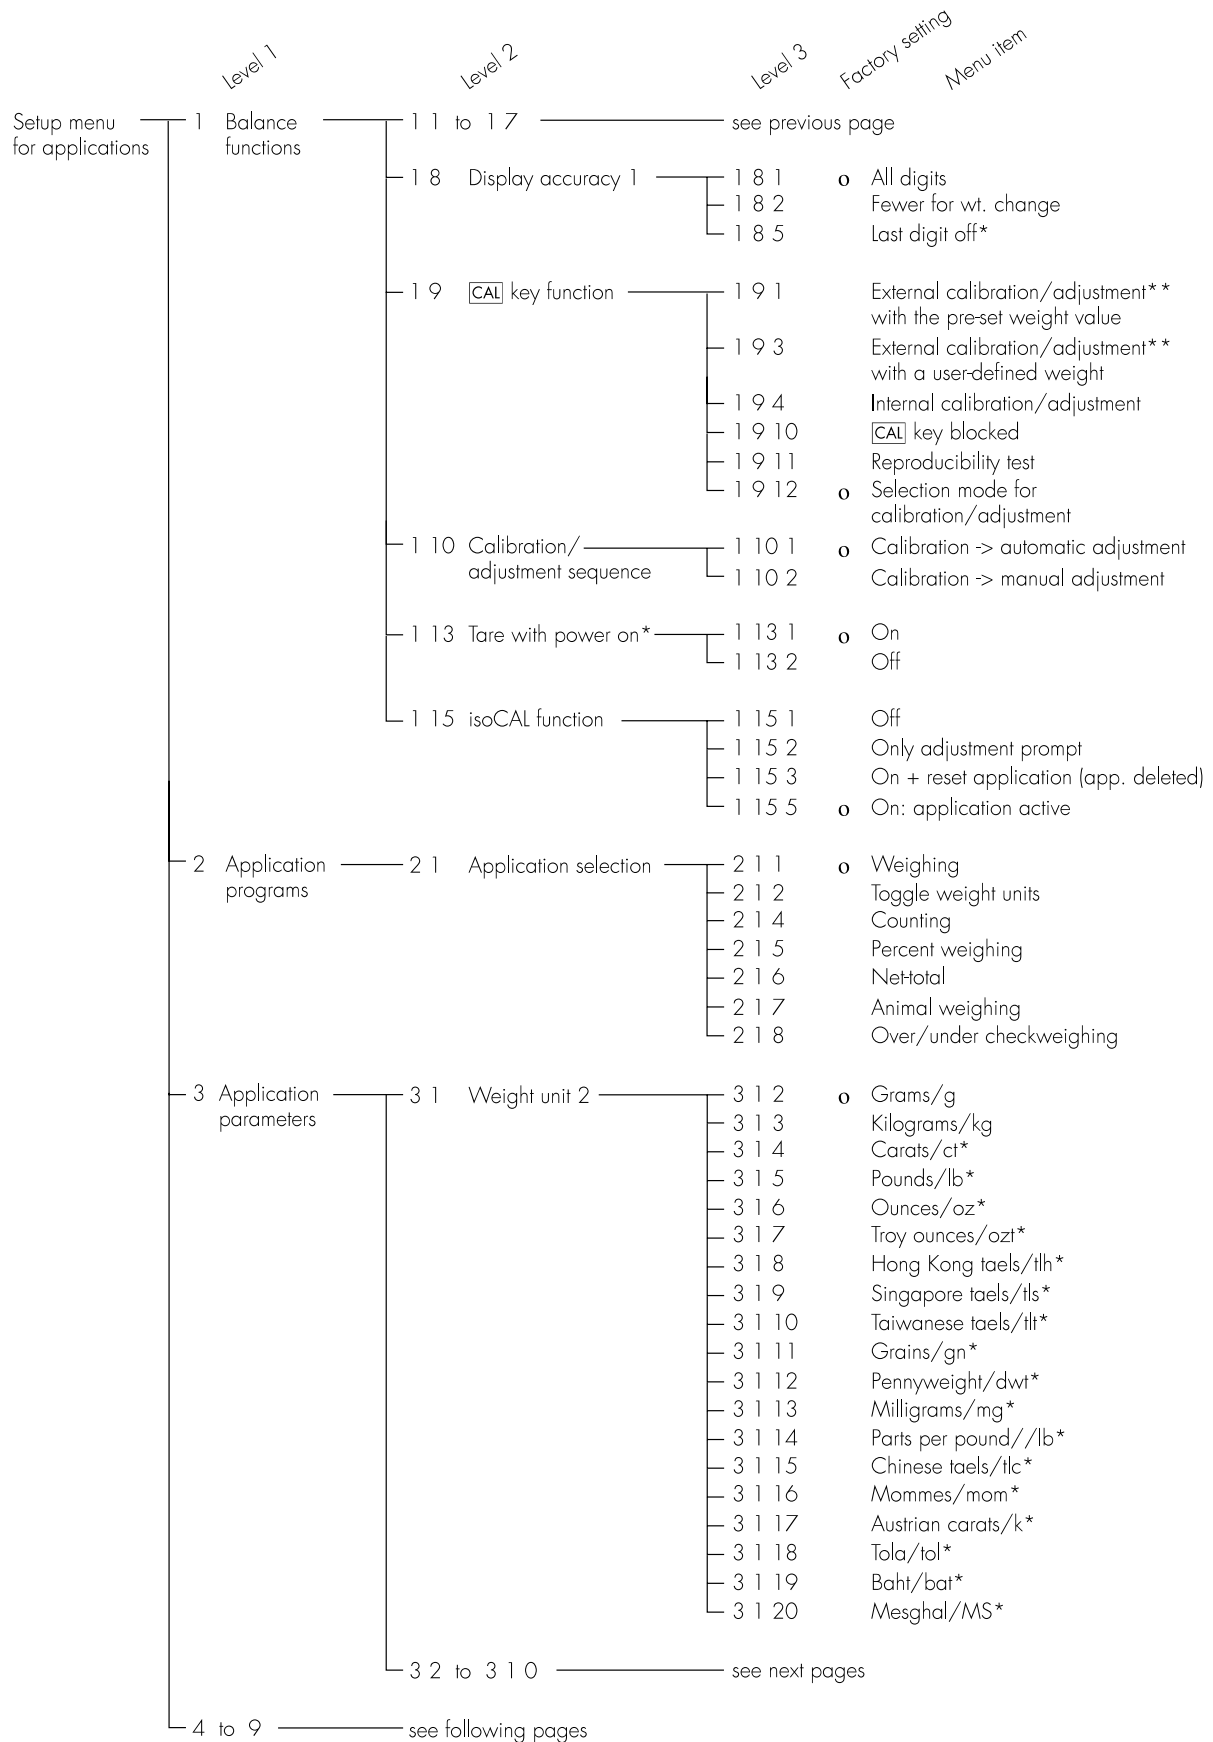 Level 1 Level 2 Level 3 Factory setting Menu item
Setup menu 1 Balance 1 1 to 1 7 see previous page
for applications functions
1 8 Display accuracy 1 1 8 1 o All digits
1 8 2 Fewer for wt. change
1 8 5 Last digit off*
1 9 CAL key function 1 9 1 External calibration/adjustment**
with the pre-set weight value
1 9 3 External calibration/adjustment**
with a user-defined weight
1 9 4 Internal calibration/adjustment
1 9 10 CAL key blocked
1 9 11 Reproducibility test
1 9 12 o Selection mode for
calibration/adjustment
1 10 Calibration/ 1 10 1 o Calibration -> automatic adjustment
adjustment sequence 1 10 2 Calibration -> manual adjustment
1 13 Tare with power on* 1 13 1 o On
1 13 2 Off
1 15 isoCAL function 1 15 1 Off
1 15 2 Only adjustment prompt
1 15 3 On + reset application (app. deleted)
1 15 5 o On: application active
2 Application 2 1 Application selection 2 1 1 o Weighing
programs 2 1 2 Toggle weight units
2 1 4 Counting
2 1 5 Percent weighing
2 1 6 Net-total
2 1 7 Animal weighing
2 1 8 Over/under checkweighing
3 Application 3 1 Weight unit 2 3 1 2 o Grams/g
parameters 3 1 3 Kilograms/kg
3 1 4 Carats/ct*
3 1 5 Pounds/lb*
3 1 6 Ounces/oz*
3 1 7 Troy ounces/ozt*
3 1 8 Hong Kong taels/tlh*
3 1 9 Singapore taels/tls*
3 1 10 Taiwanese taels/tlt*
3 1 11 Grains/gn*
3 1 12 Pennyweight/dwt*
3 1 13 Milligrams/mg*
3 1 14 Parts per pound//lb*
3 1 15 Chinese taels/tlc*
3 1 16 Mommes/mom*
3 1 17 Austrian carats/k*
3 1 18 Tola/tol*
3 1 19 Baht/bat*
3 1 20 Mesghal/MS*
3 2 to 3 1 0 see next pages
4 to 9 see following pages